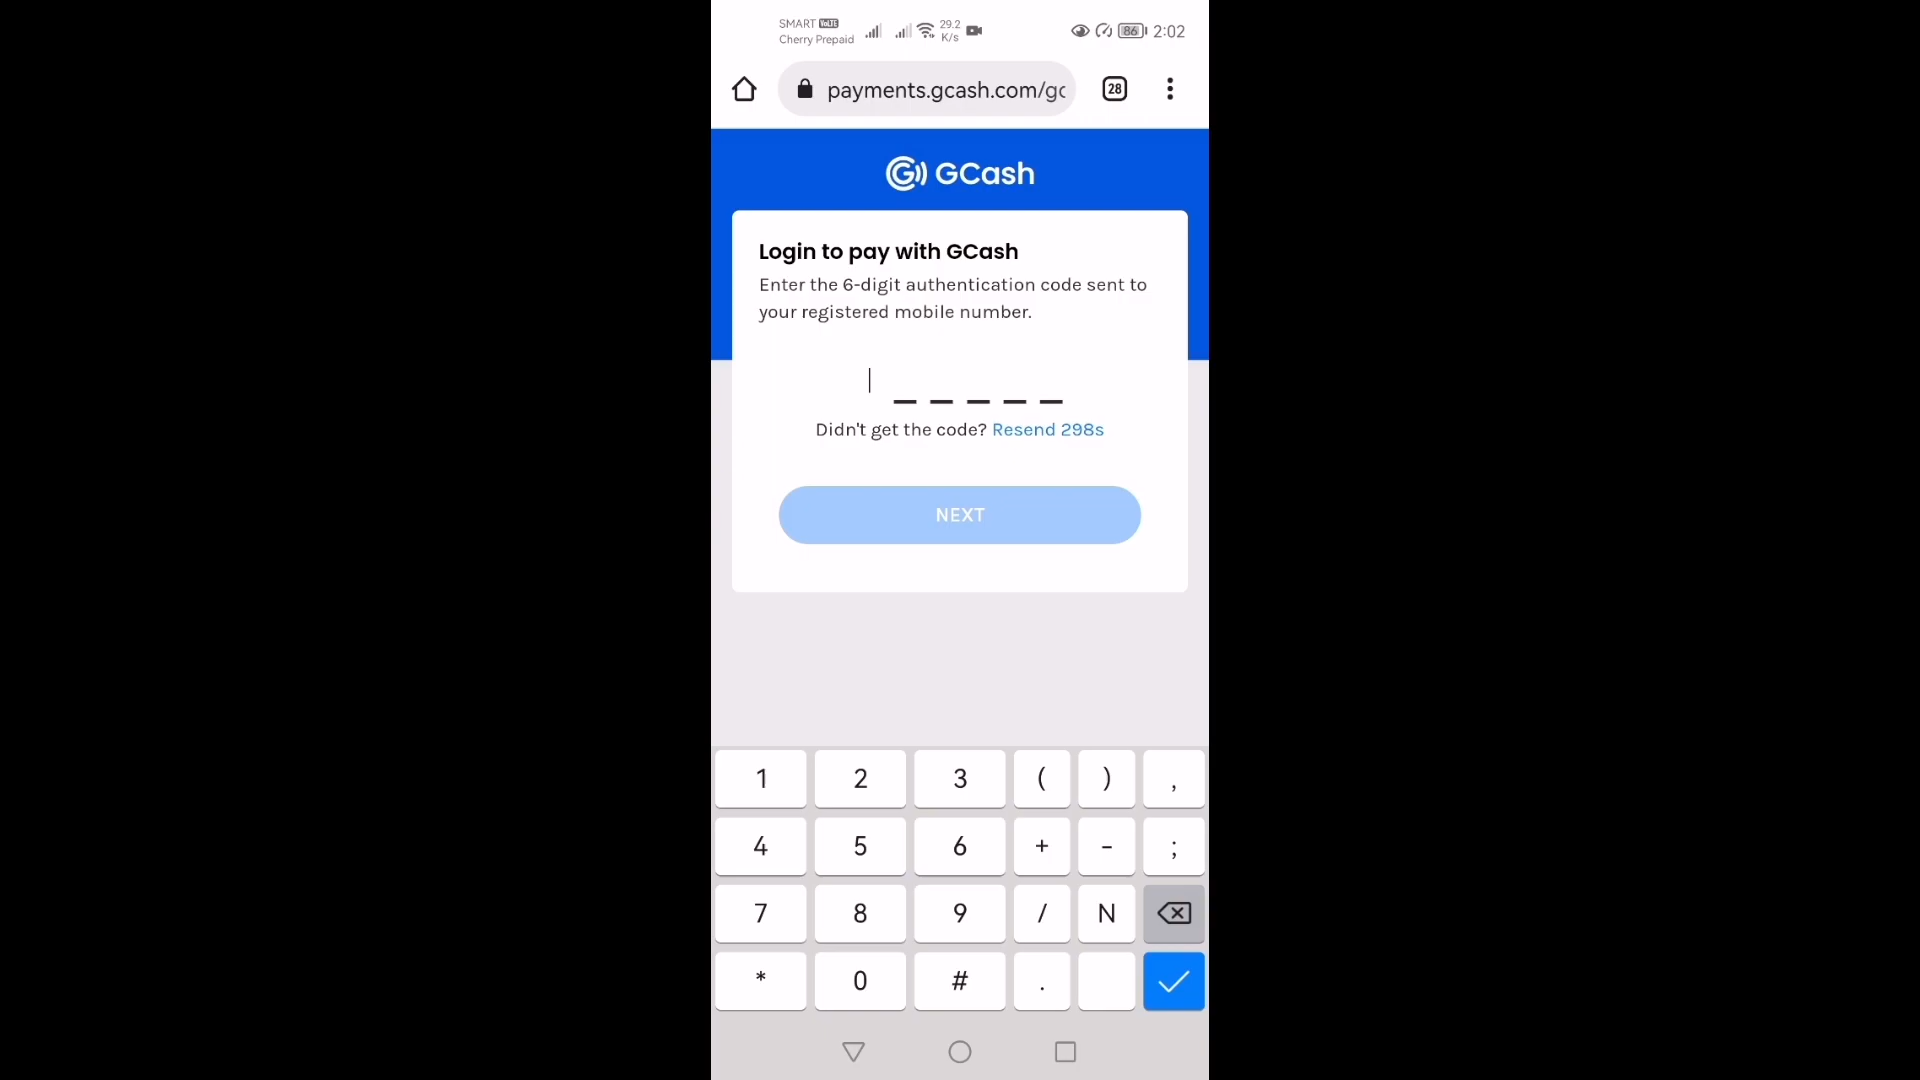 SMART VoLTE
Cherry Prepaid
29.2
K/s
86
2:02
payments.gcash.com/gc
28
GCash
Login to pay with GCash
Enter the 6-digit authentication code sent to
your registered mobile number.
Didn't get the code? Resend 298s
NEXT
1 2 3 ( ) ,
4 5 6 + - ;
7 8 9 / N
* 0 # .